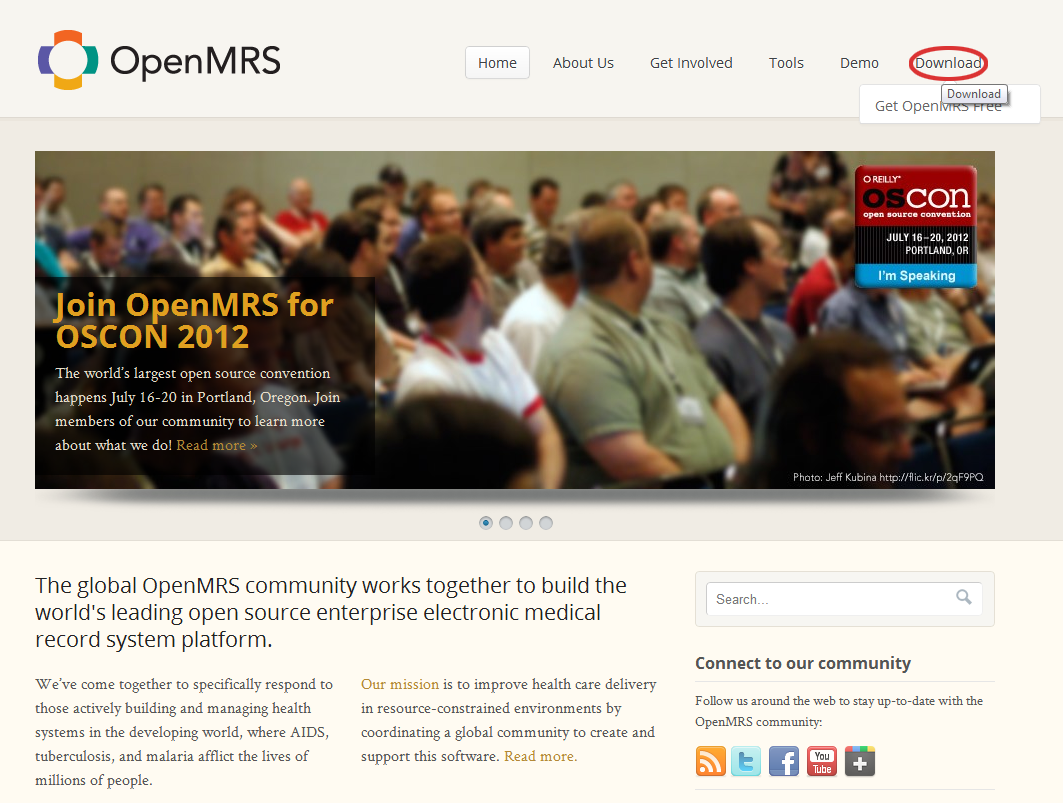 OpenMRS
Home
About Us
Get Involved
Tools
Demo
Download
Download
Get OpenMRS Free
O REILLY™
OSCON
open source convention
JULY 16–20, 2012
PORTLAND, OR
I'm Speaking
Join OpenMRS for
OSCON 2012
The world's largest open source convention
happens July 16-20 in Portland, Oregon. Join
members of our community to learn more
about what we do! Read more »
Photo: Jeff Kubina http://flic.kr/p/2qF9PQ
The global OpenMRS community works together to build the
world's leading open source enterprise electronic medical
record system platform.
We've come together to specifically respond to
those actively building and managing health
systems in the developing world, where AIDS,
tuberculosis, and malaria afflict the lives of
millions of people.
Our mission is to improve health care delivery
in resource-constrained environments by
coordinating a global community to create and
support this software. Read more.
Search...
Connect to our community
Follow us around the web to stay up-to-date with the
OpenMRS community:
t
f
You
Tube
+